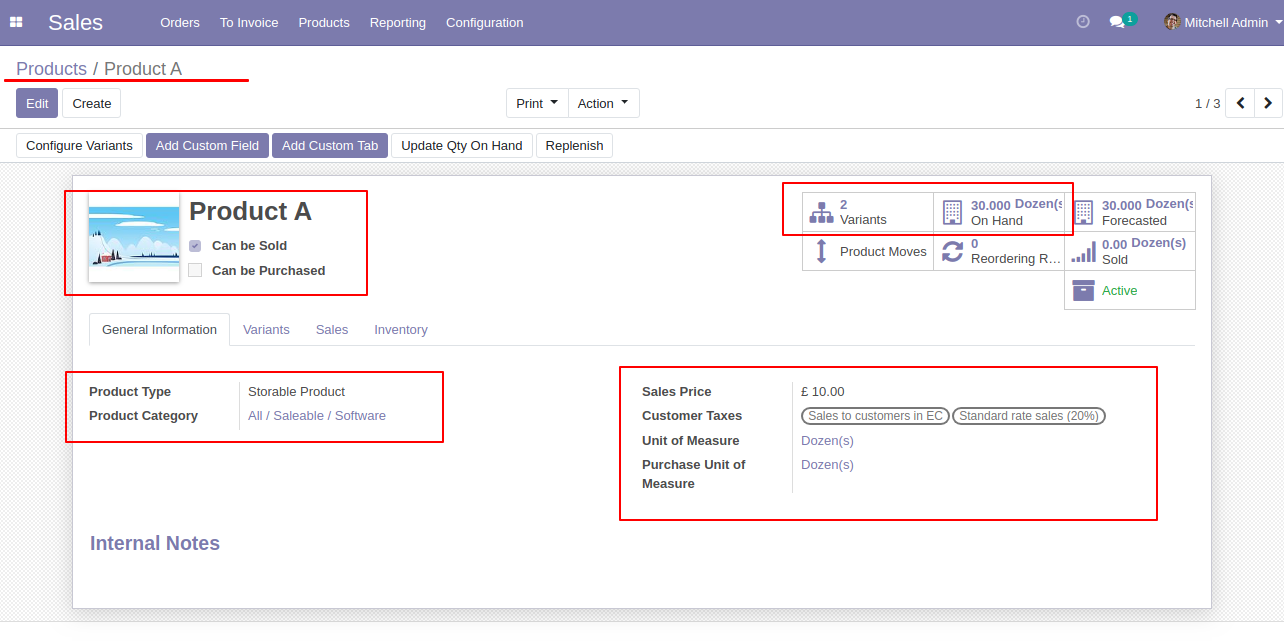 Sales Orders To Invoice Products Reporting Configuration 1 Mitchell Admin
Products / Product A
Edit Create Print Action 1 / 3
Configure Variants Add Custom Field Add Custom Tab Update Qty On Hand Replenish
Product A
Can be Sold
Can be Purchased
2
Variants
30.000 Dozen(s
On Hand
30.000 Dozen(s
Forecasted
Product Moves
0
Reordering R...
0.00 Dozen(s)
Sold
Active
General Information Variants Sales Inventory
Product Type Storable Product
Product Category All / Saleable / Software
Sales Price £ 10.00
Customer Taxes Sales to customers in EC Standard rate sales (20%)
Unit of Measure Dozen(s)
Purchase Unit of Dozen(s)
Measure
Internal Notes